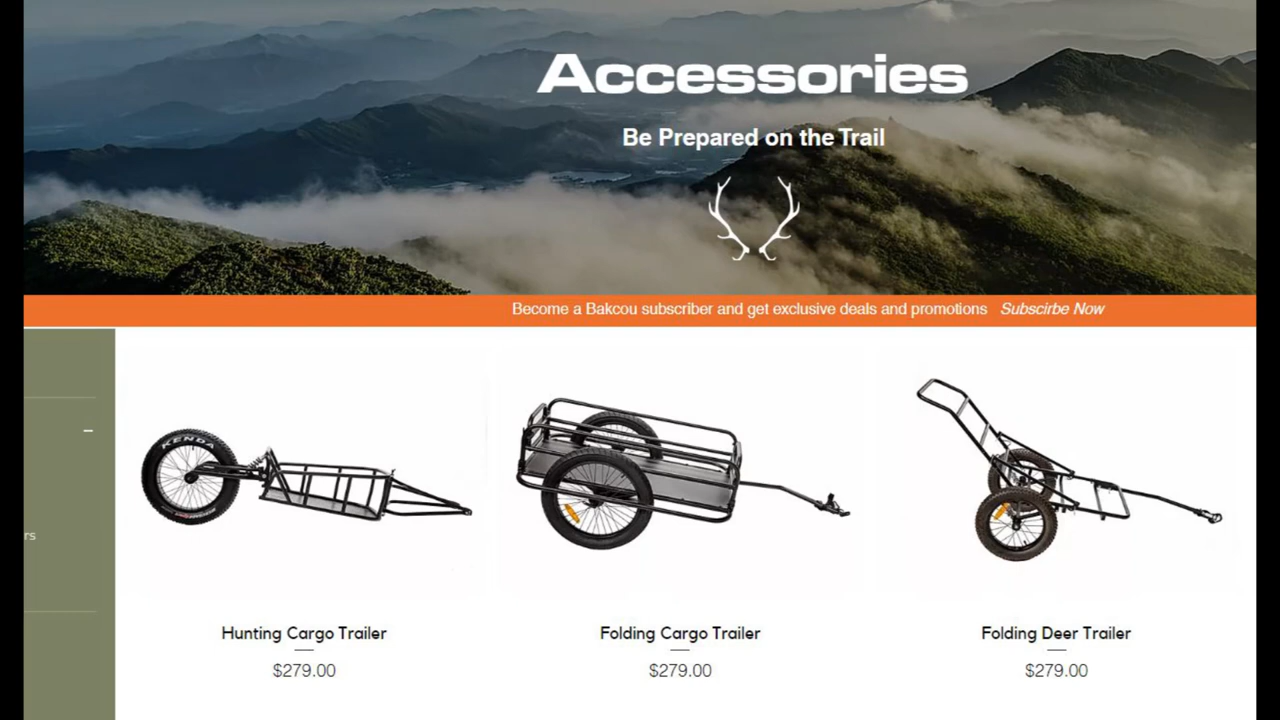 Accessories
Be Prepared on the Trail
Become a Bakcou subscriber and get exclusive deals and promotions Subscirbe Now
rs
KENDA
Hunting Cargo Trailer
Folding Cargo Trailer
Folding Deer Trailer
$279.00
$279.00
$279.00